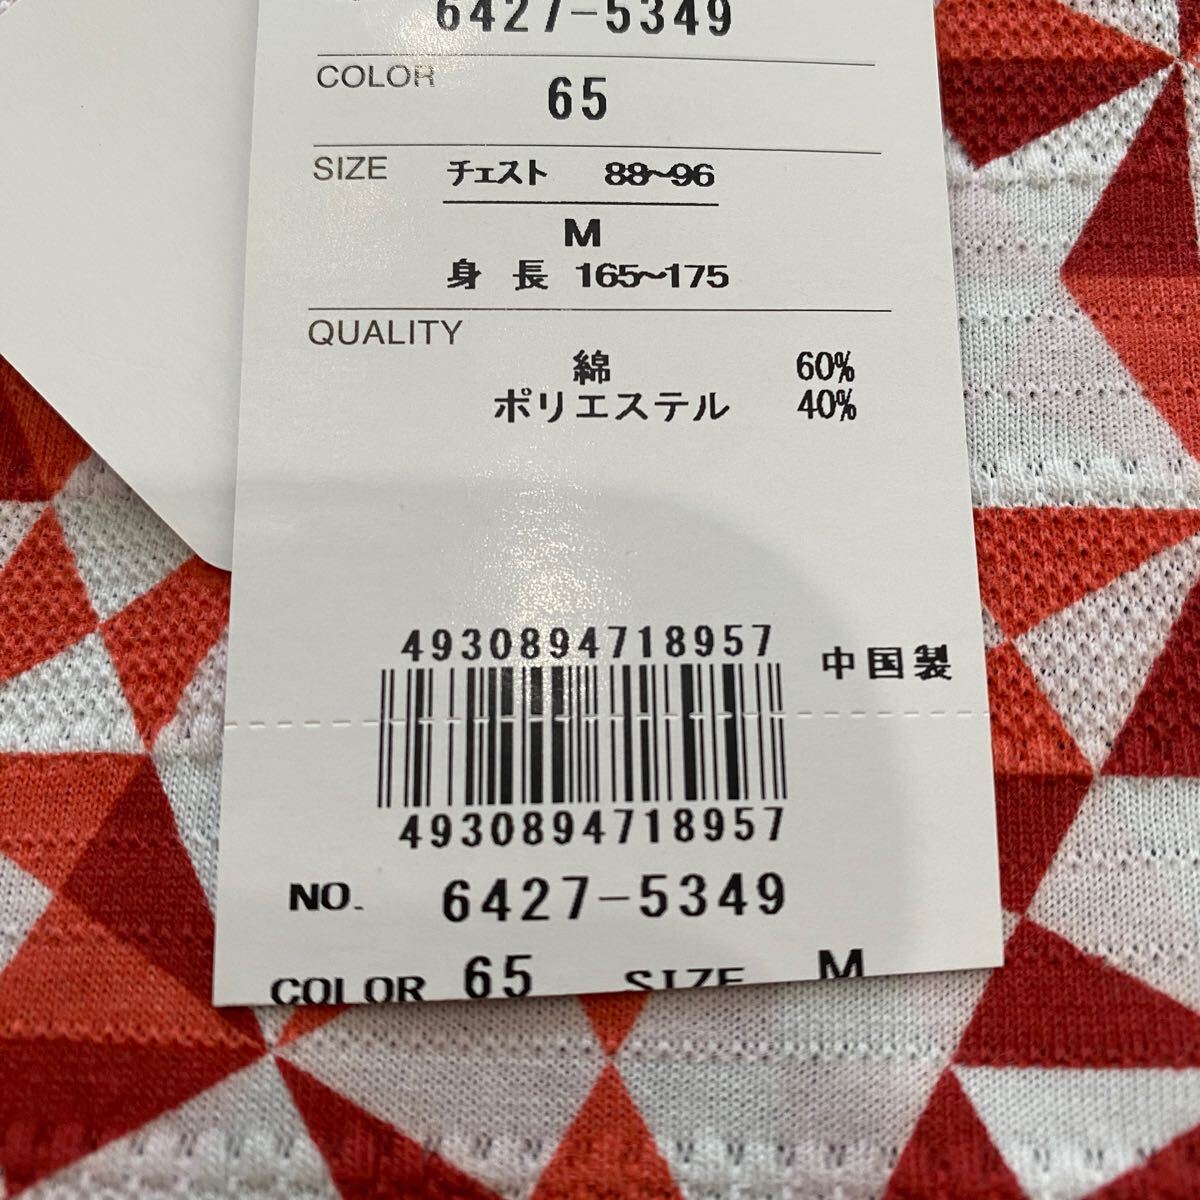 6427-5349
COLOR 65
SIZE チェスト 88~96
M
身長 165~175
QUALITY
綿 60%
ポリエステル 40%
4930894718957
中国製
4930894718957
NO. 6427-5349
COLOR 65 SIZE M